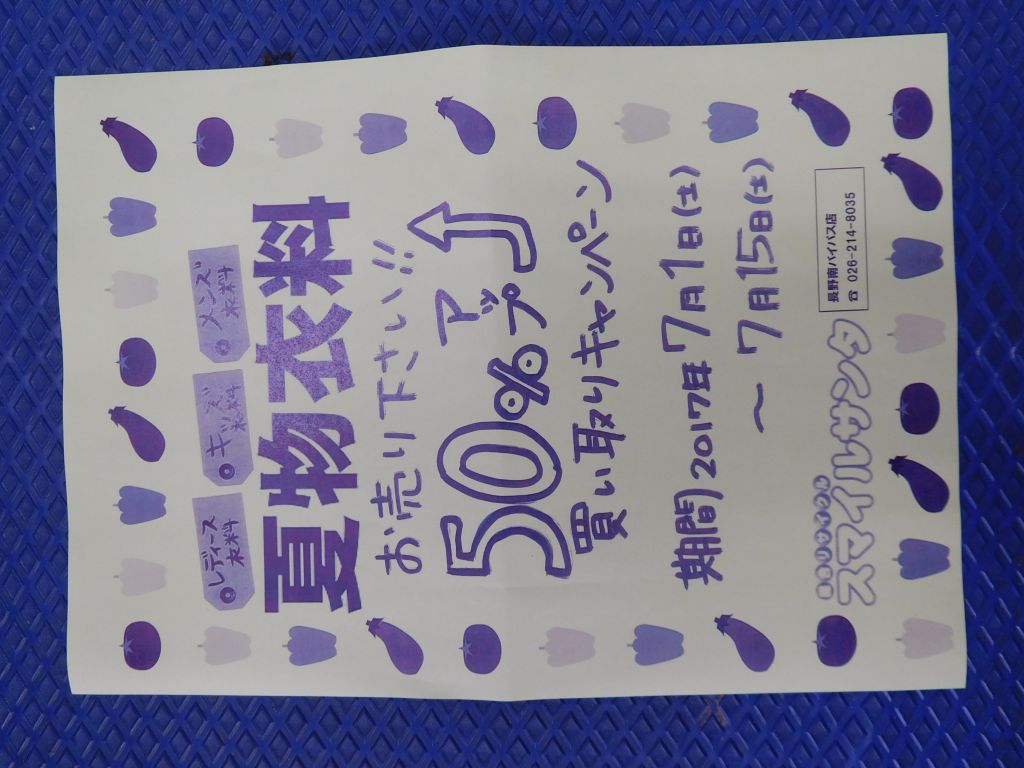 レディース衣料
キッズ衣料
メンズ衣料
夏物衣料
お売り下さい!!
50%アップ
買い取りキャンペーン
期間2017年7月1日(土)
～7月15日(土)
スマイルサンタ
長野南バイパス店
☎ 026-214-8035